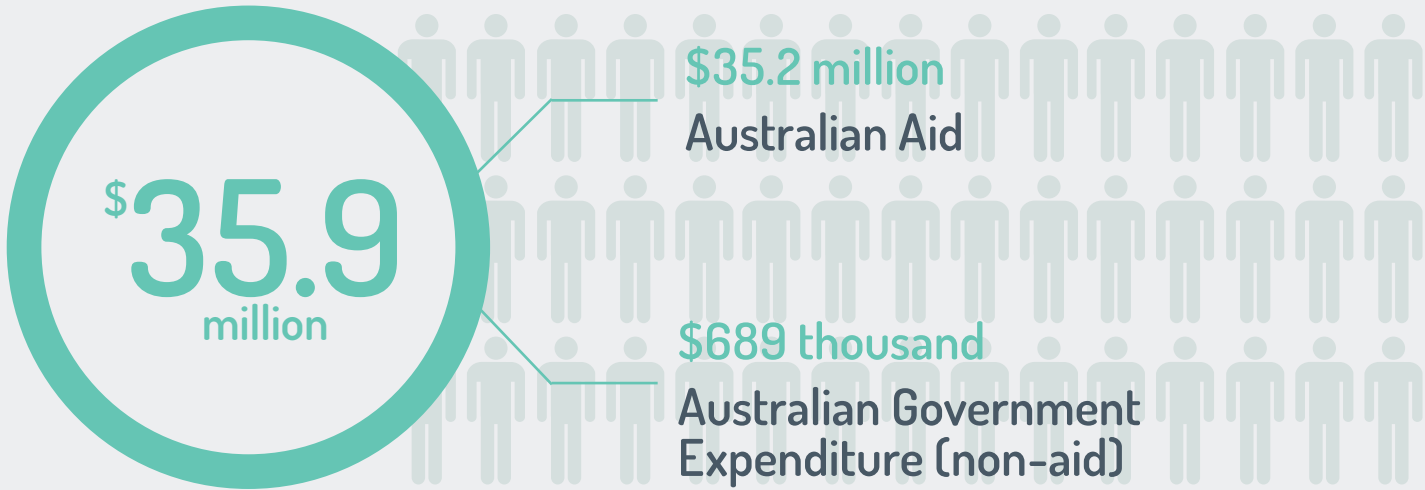 $35.9
million
$35.2 million
Australian Aid
$689 thousand
Australian Government
Expenditure (non-aid)